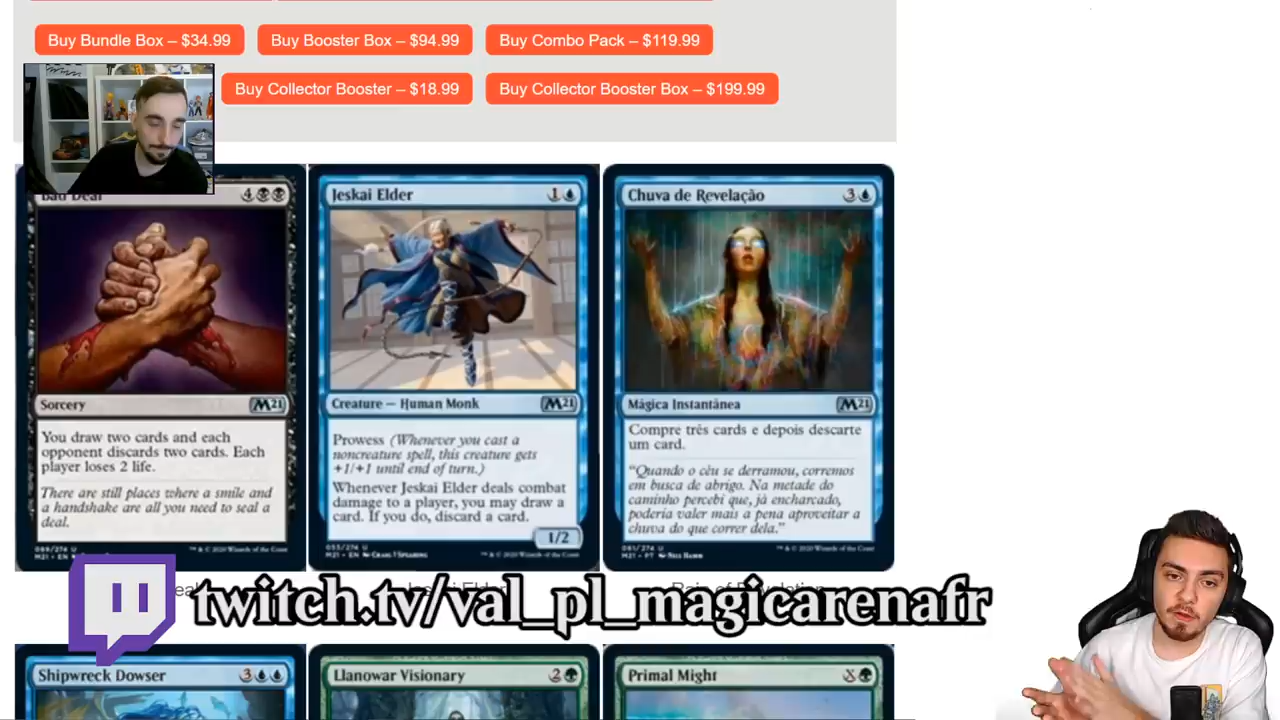 Buy Bundle Box – $34.99
Buy Booster Box – $94.99
Buy Combo Pack – $119.99
Buy Collector Booster – $18.99
Buy Collector Booster Box – $199.99
Bad Deal
4
Sorcery
M21
You draw two cards and each
opponent discards two cards. Each
player loses 2 life.
There are still places where a smile and
a handshake are all you need to seal a
deal.
Jeskai Elder
1
Creature — Human Monk
M21
Prowess (Whenever you cast a
noncreature spell, this creature gets
+1/+1 until end of turn.)
Whenever Jeskai Elder deals combat
damage to a player, you may draw a
card. If you do, discard a card.
1/2
Chuva de Revelação
3
Mágica Instantânea
M21
Compre três cards e depois descarte
um card.
“Quando o céu se derramou, corremos
em busca de abrigo. Na metade do
caminho percebi que, já encharcado,
poderia valer mais a pena aproveitar a
chuva do que correr dela.”
twitch.tv/val_pl_magicarenafr
Shipwreck Dowser
3
Llanowar Visionary
2
Primal Might
X